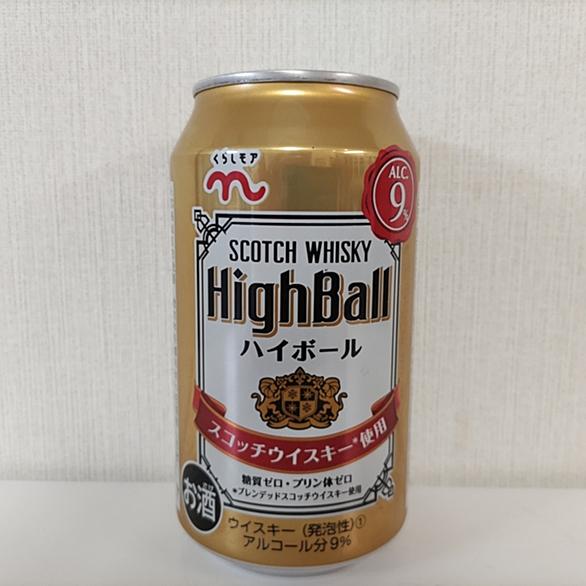 くらしモア
ALC.
9%
SCOTCH WHISKY
HighBall
ハイボール
スコッチウイスキー*使用
糖質ゼロ・プリン体ゼロ
*ブレンデッドスコッチウイスキー使用
お酒
ウイスキー(発泡性)①
アルコール分9%